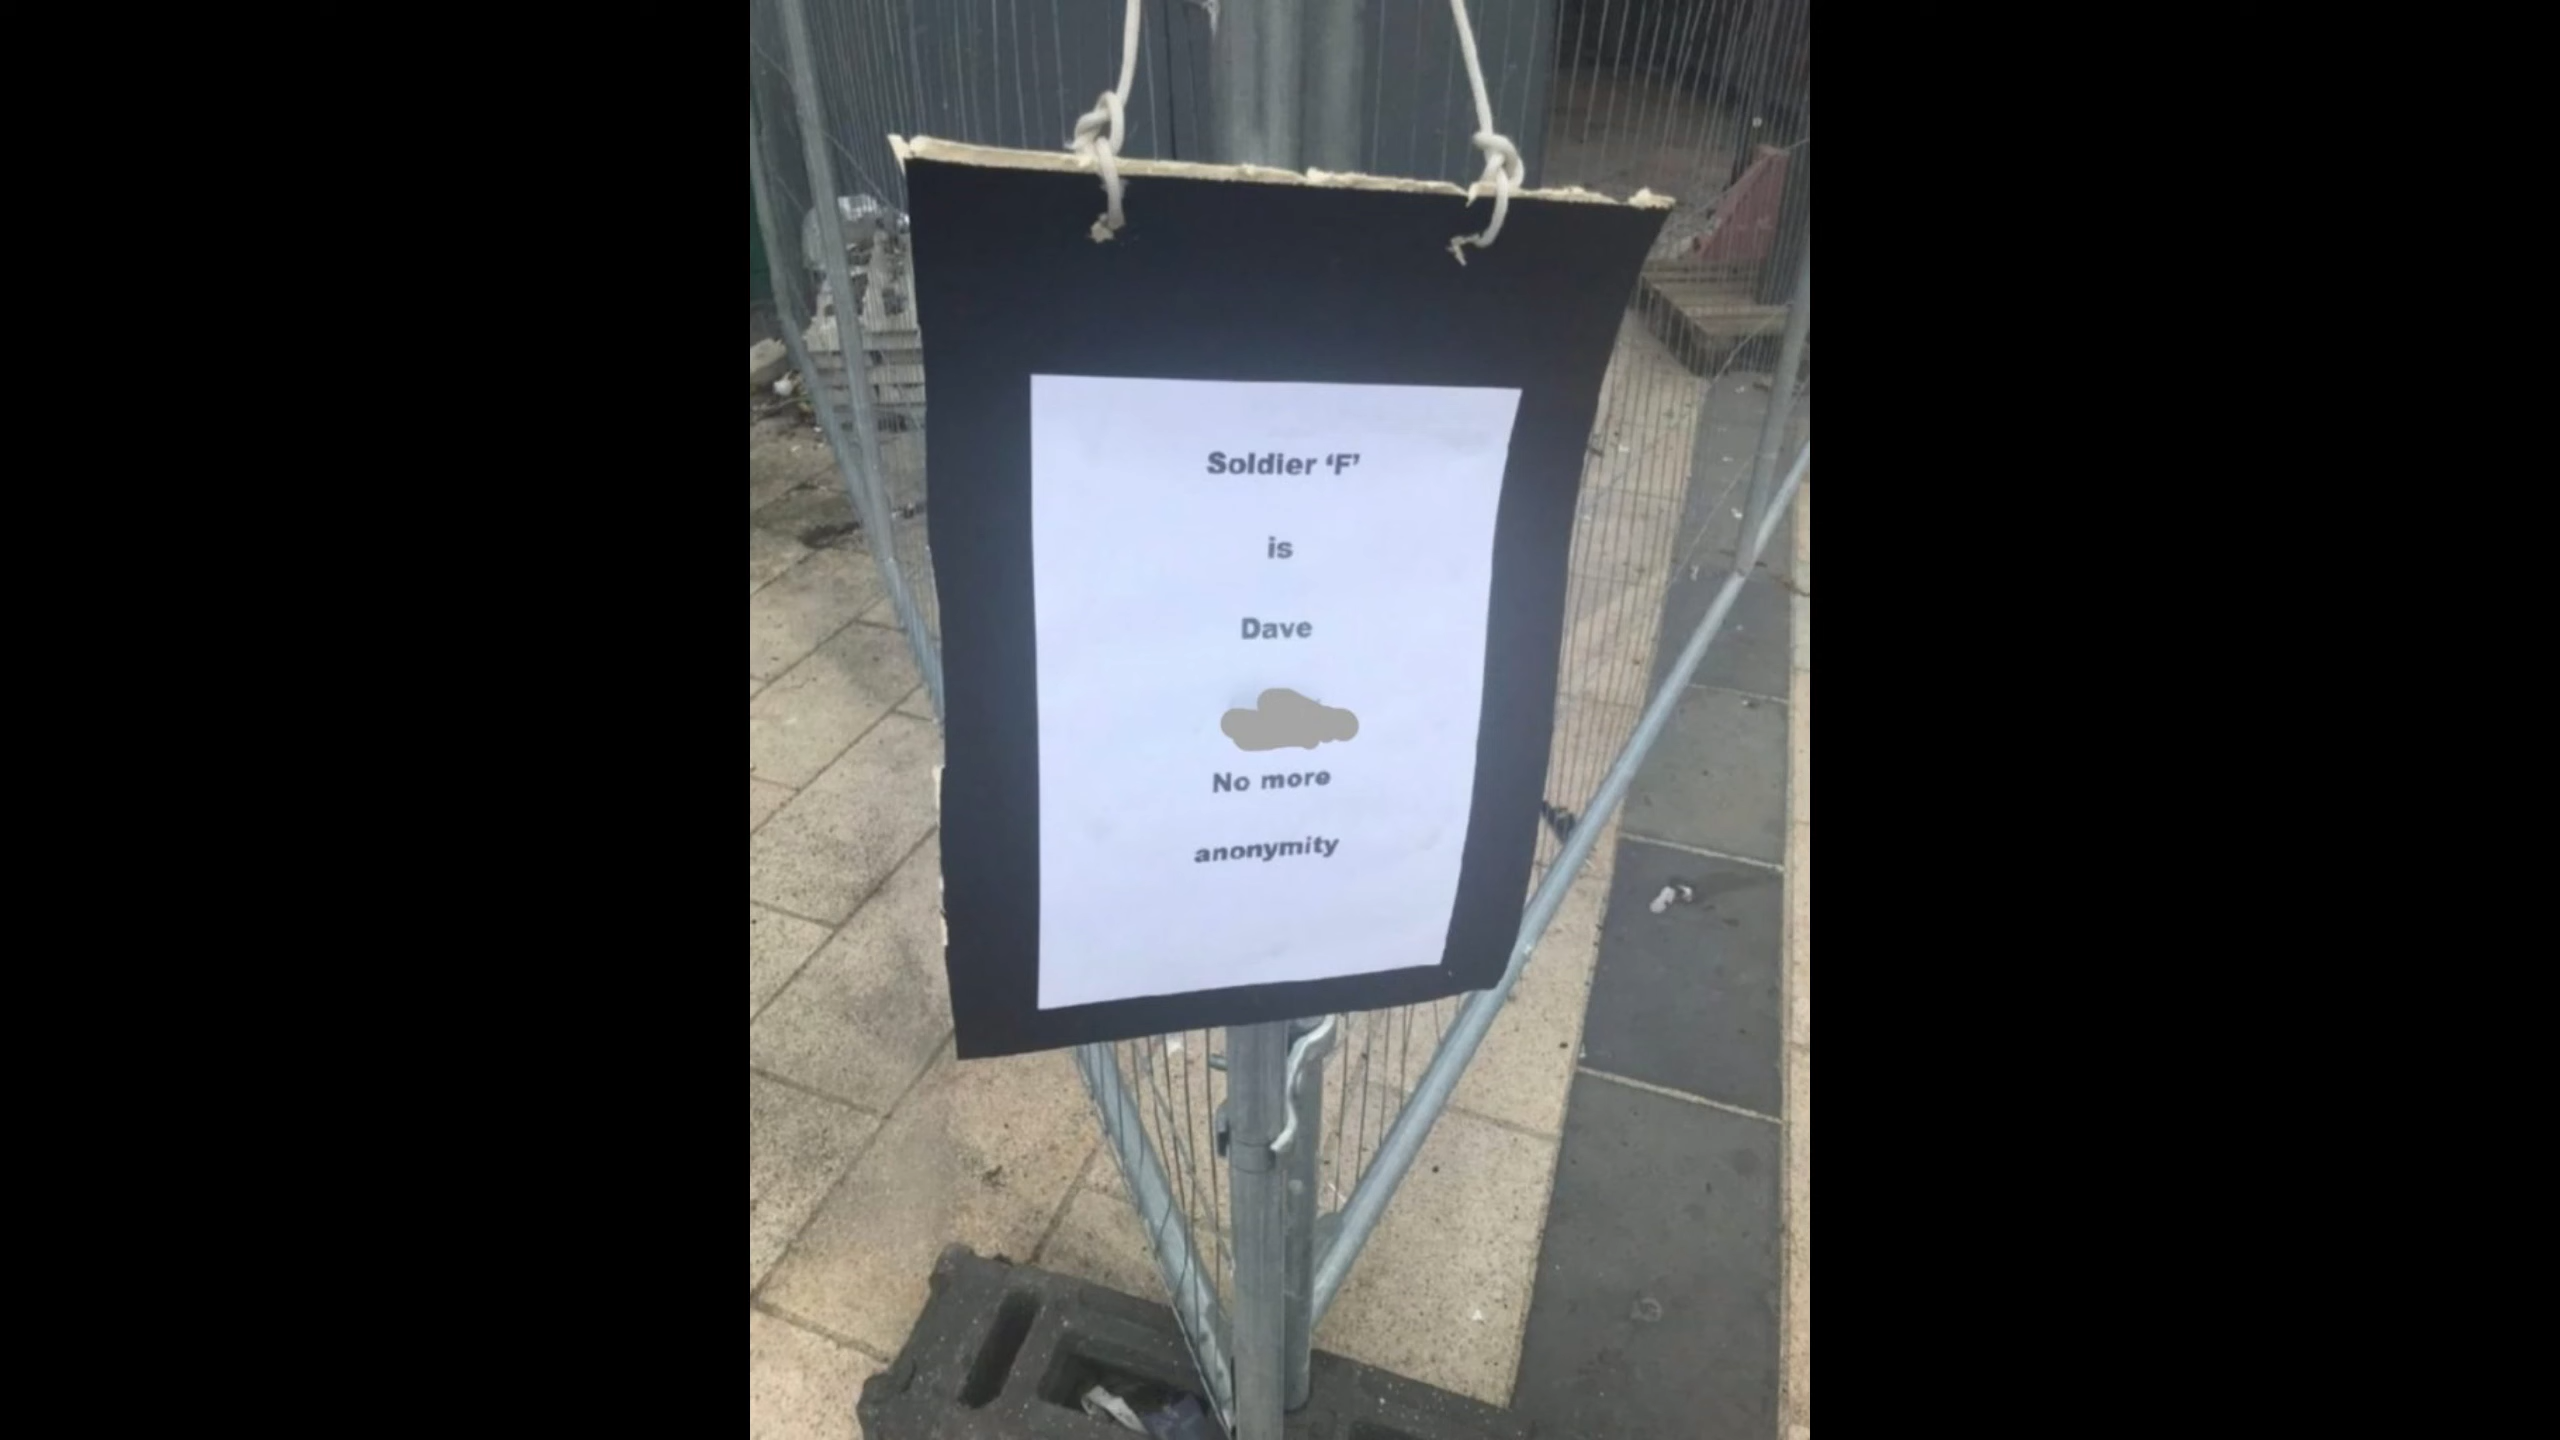 Soldier ‘F’
is
Dave
No more
anonymity